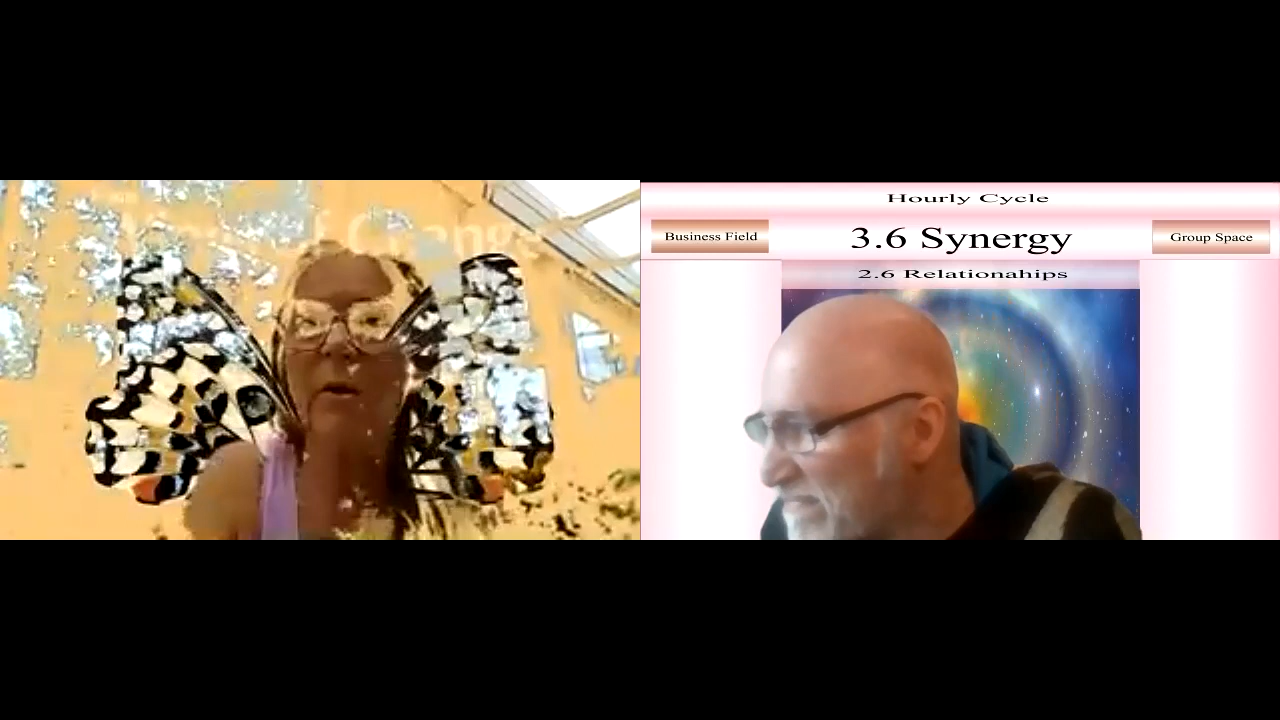 Hourly Cycle
Business Field
3.6 Synergy
Group Space
2.6 Relationahips